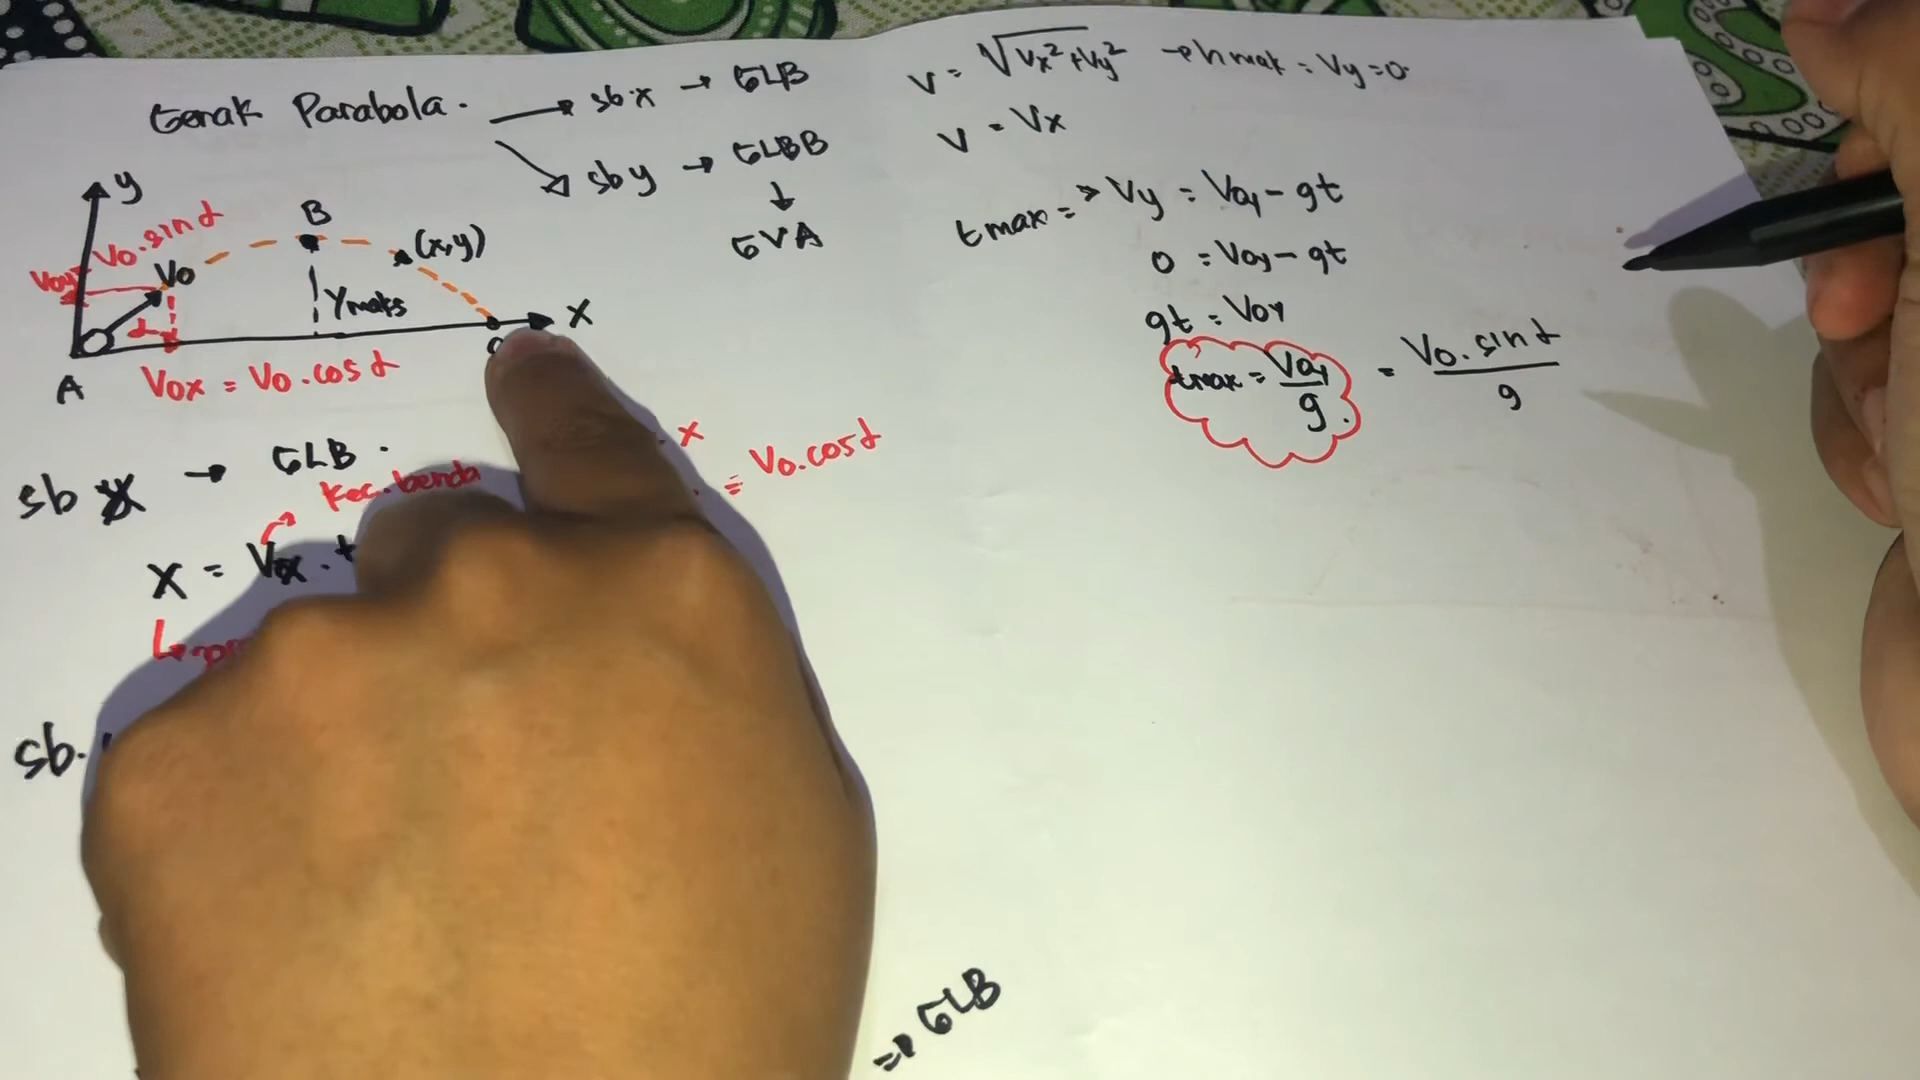 Gerak Parabola.
→ sb.x → GLB
↘ sb y → GLBB
↓
GVA
y
Voy = Vo.sin α
Vo
B
(x,y)
Ymaks
X
α
A
Vox = Vo.cos α
sb X → GLB.
Kec.benda
X = Vox . t
x
= Vo.cos α
sb.
=> GLB
V = √Vx² + Vy² → hmak = Vy = 0
V = Vx
tmax = > Vy = Voy - gt
0 = Voy - gt
gt = Voy
tmax = Voy/g. = Vo.sin α/g